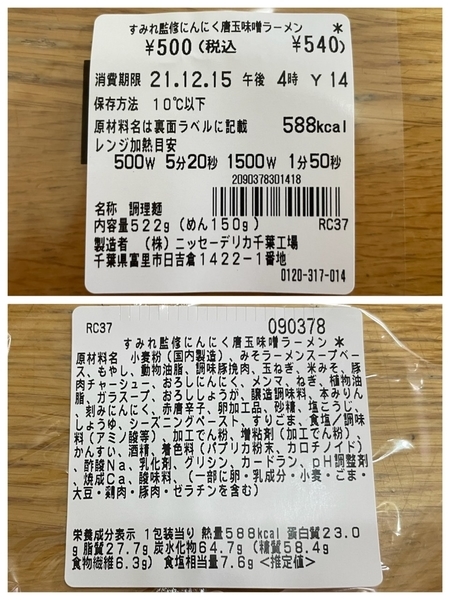 すみれ監修にんにく唐玉味噌ラーメン *
¥500(税込 ¥540)
消費期限 21.12.15 午後 4時 Y 14
保存方法 10℃以下
原材料名は裏面ラベルに記載 588kcal
レンジ加熱目安
500W 5分20秒 1500W 1分50秒
2090378301418
名称 調理麺
内容量522g(めん150g) RC37
製造者 (株)ニッセーデリカ千葉工場
千葉県富里市日吉倉1422-1番地
0120-317-014
RC37 090378
すみれ監修にんにく唐玉味噌ラーメン *
原材料名 小麦粉(国内製造)、みそラーメンスープベー
ス、もやし、動物油脂、調味豚挽肉、玉ねぎ、米みそ、豚
肉チャーシュー、おろしにんにく、メンマ、ねぎ、植物油
脂、ガラスープ、おろししょうが、醸造調味料、本みりん
、刻みにんにく、赤唐辛子、卵加工品、砂糖、塩こうじ、
しょうゆ、シーズニングペースト、すりごま、食塩/調味
料(アミノ酸等)、加工でん粉、増粘剤(加工でん粉)、
かんすい、酒精、着色料(パプリカ粉末、カロチノイド)
、酢酸Na、乳化剤、グリシン、カードラン、pH調整剤
、焼成Ca、酸味料、(一部に卵・乳成分・小麦・ごま・
大豆・鶏肉・豚肉・ゼラチンを含む)
栄養成分表示 1包装当り 熱量588kcal 蛋白質23.0
g 脂質27.7g 炭水化物64.7g (糖質58.4g
食物繊維6.3g) 食塩相当量7.6g <推定値>